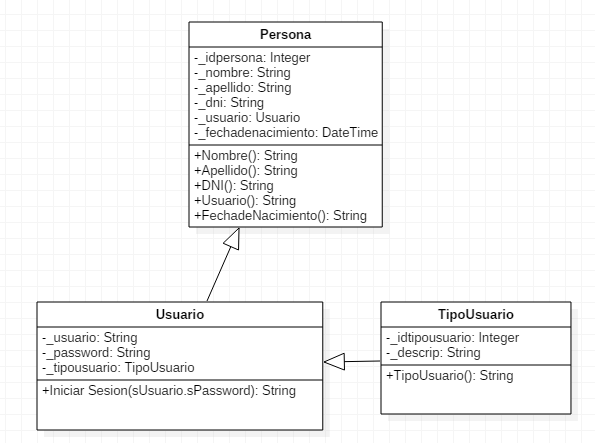 Persona
-_idpersona: Integer
-_nombre: String
-_apellido: String
-_dni: String
-_usuario: Usuario
-_fechadenacimiento: DateTime
+Nombre(): String
+Apellido(): String
+DNI(): String
+Usuario(): String
+FechadeNacimiento(): String
Usuario
-_usuario: String
-_password: String
-_tipousuario: TipoUsuario
+Iniciar Sesion(sUsuario.sPassword): String
TipoUsuario
-_idtipousuario: Integer
-_descrip: String
+TipoUsuario(): String